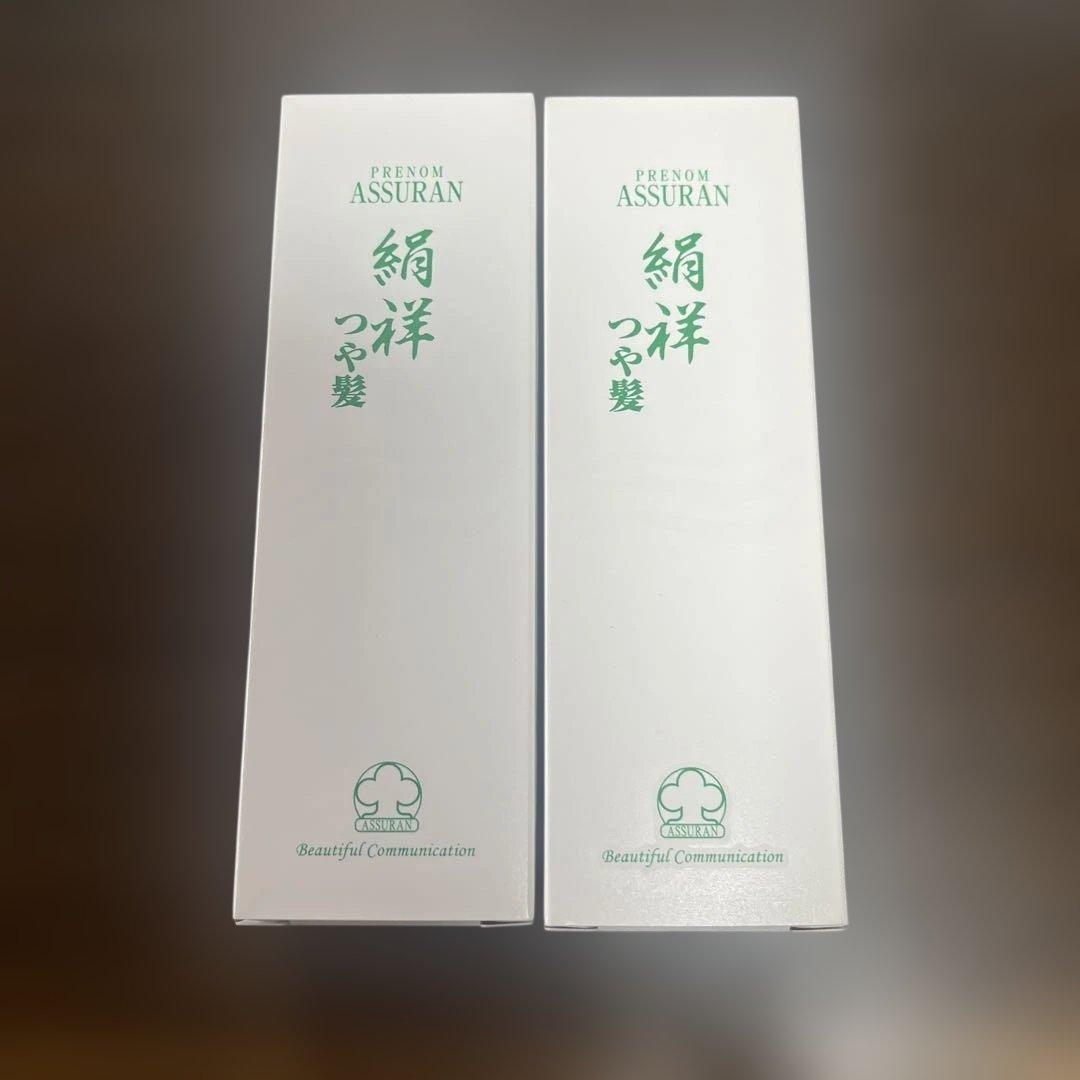 PRENOM
ASSURAN
絹祥
つや髪
ASSURAN
Beautiful Communication
PRENOM
ASSURAN
絹祥
つや髪
ASSURAN
Beautiful Communication